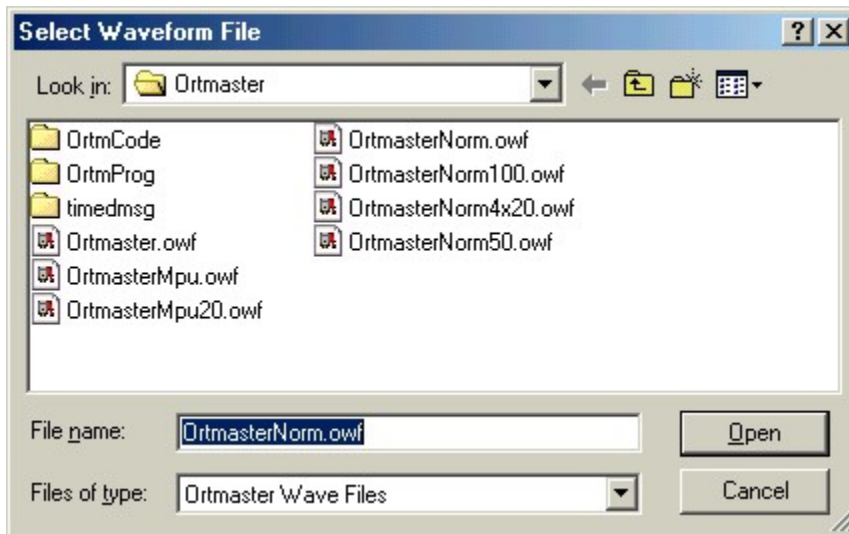 Select Waveform File
Look in: Ortmaster
OrtmCode
OrtmProg
timedmsg
Ortmaster.owf
OrtmasterMpu.owf
OrtmasterMpu20.owf
OrtmasterNorm.owf
OrtmasterNorm100.owf
OrtmasterNorm4x20.owf
OrtmasterNorm50.owf
File name: OrtmasterNorm.owf Open
Files of type: Ortmaster Wave Files Cancel